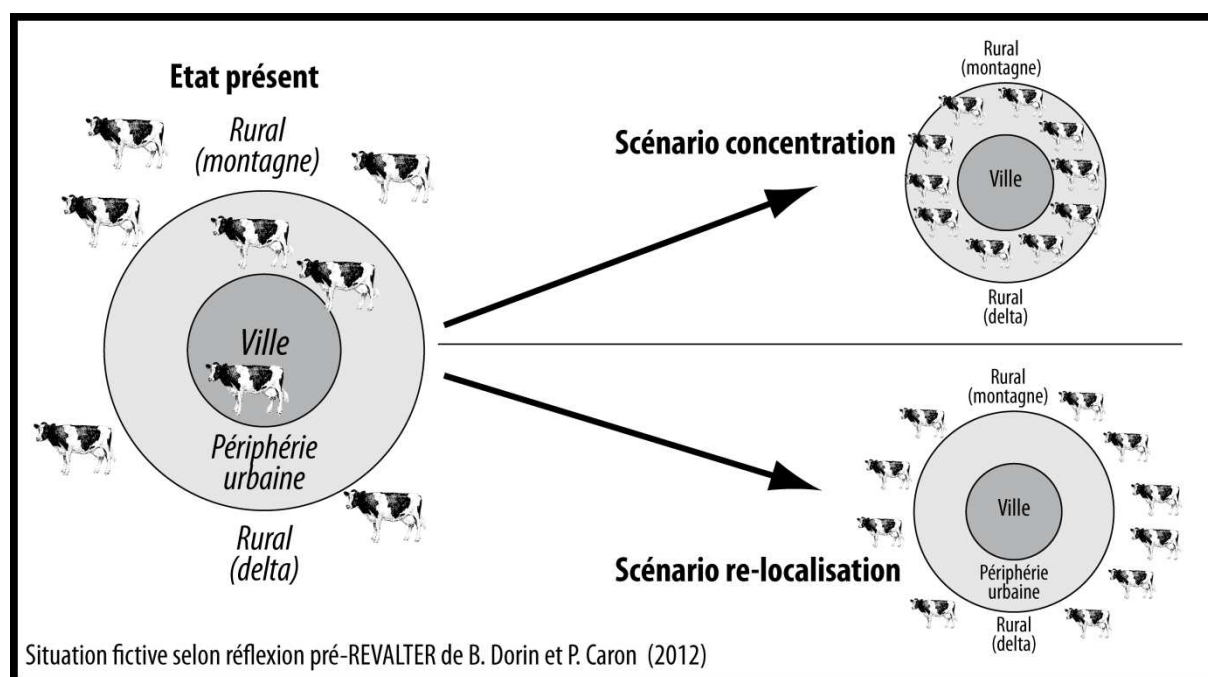 Etat présent
Rural
(montagne)
Ville
Périphérie
urbaine
Rural
(delta)
Scénario concentration
Rural
(montagne)
Ville
Rural
(delta)
Scénario re-localisation
Rural
(montagne)
Ville
Périphérie
urbaine
Rural
(delta)
Situation fictive selon réflexion pré-REVALTER de B. Dorin et P. Caron (2012)